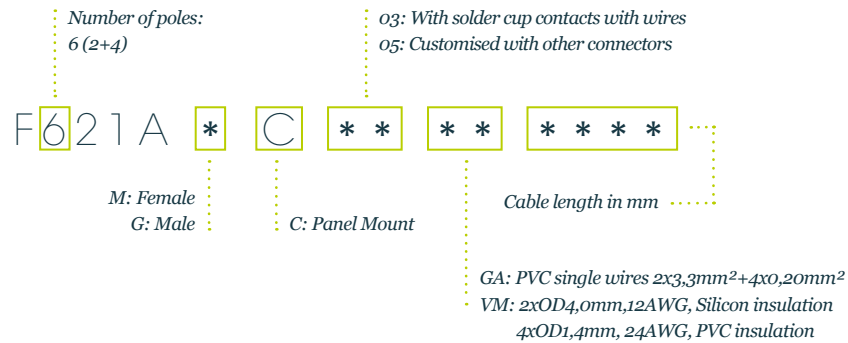 Number of poles:
6 (2+4)
03: With solder cup contacts with wires
05: Customised with other connectors
F621A * C ** ** ****
M: Female
G: Male
C: Panel Mount
Cable length in mm
GA: PVC single wires 2x3,3mm²+4x0,20mm²
VM: 2xOD4,0mm,12AWG, Silicon insulation
4xOD1,4mm, 24AWG, PVC insulation